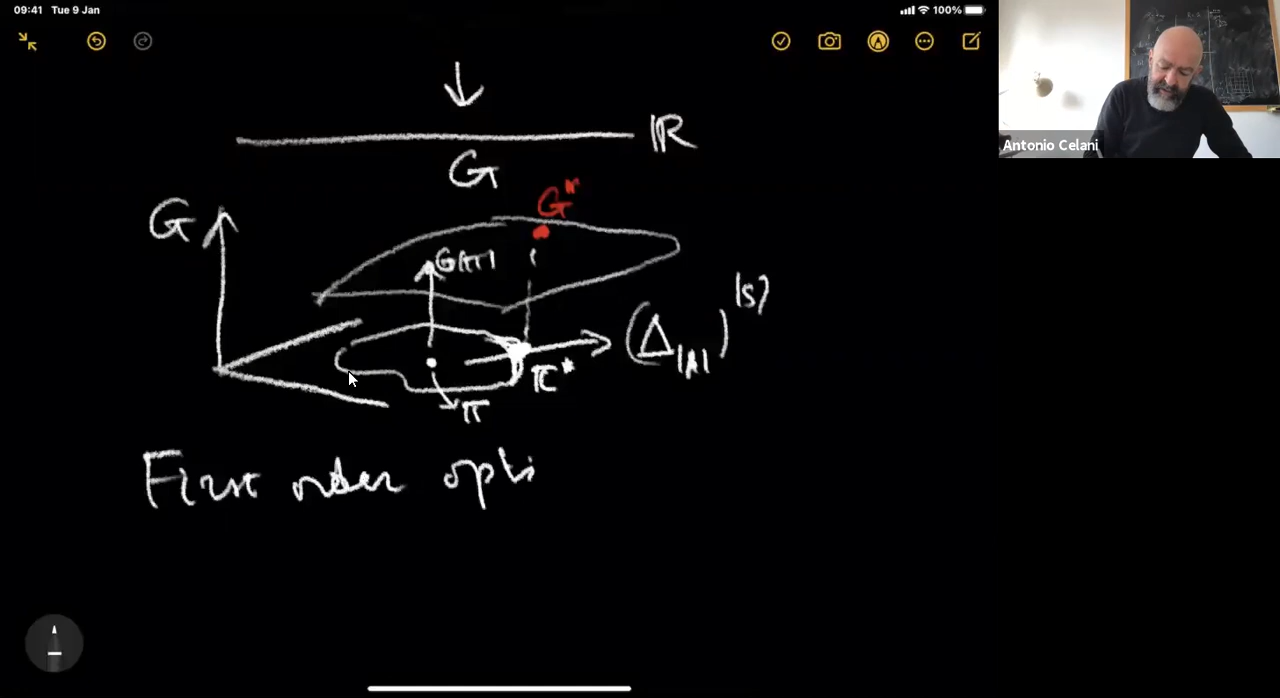 09:41 Tue 9 Jan
100%
Antonio Celani
ℝ
G
G*
G
G(π)
(Δ|A|)|S|
π*
π
First order opti